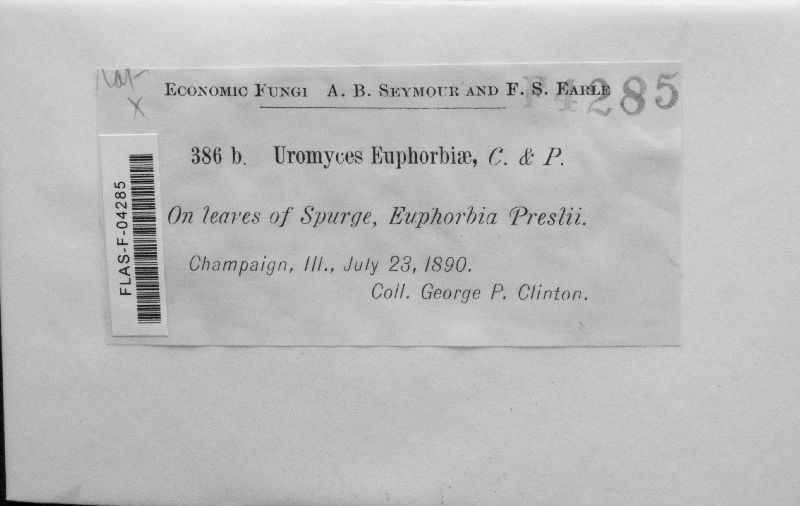 X
ECONOMIC FUNGI A. B. SEYMOUR AND F. S. EARLE
F4285
386 b. Uromyces Euphorbiæ, C. & P.
On leaves of Spurge, Euphorbia Preslii.
Champaign, Ill., July 23, 1890.
Coll. George P. Clinton.
FLAS-F-04285